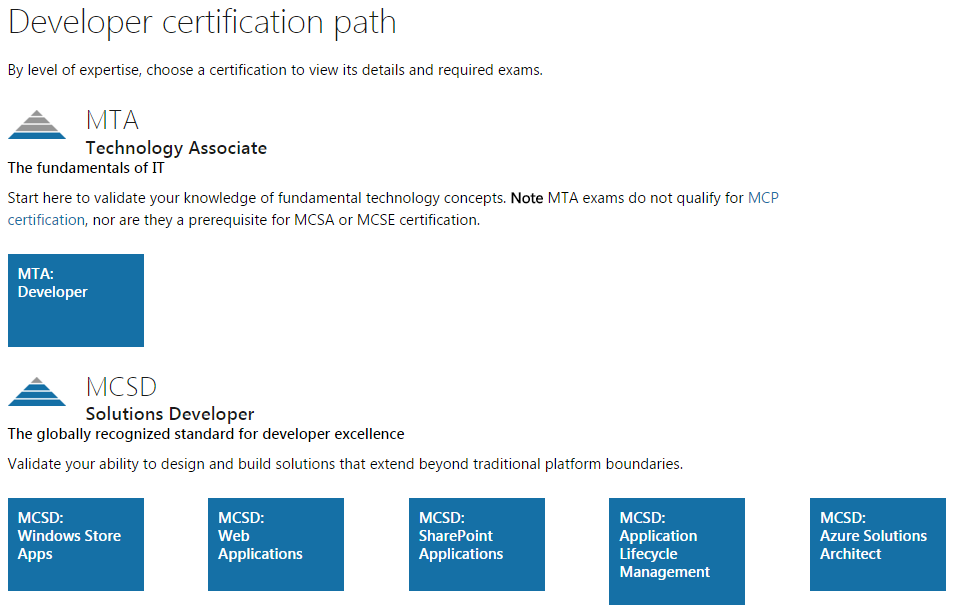 Developer certification path
By level of expertise, choose a certification to view its details and required exams.
MTA
Technology Associate
The fundamentals of IT
Start here to validate your knowledge of fundamental technology concepts. Note MTA exams do not qualify for MCP
certification, nor are they a prerequisite for MCSA or MCSE certification.
MTA:
Developer
MCSD
Solutions Developer
The globally recognized standard for developer excellence
Validate your ability to design and build solutions that extend beyond traditional platform boundaries.
MCSD:
Windows Store
Apps
MCSD:
Web
Applications
MCSD:
SharePoint
Applications
MCSD:
Application
Lifecycle
Management
MCSD:
Azure Solutions
Architect